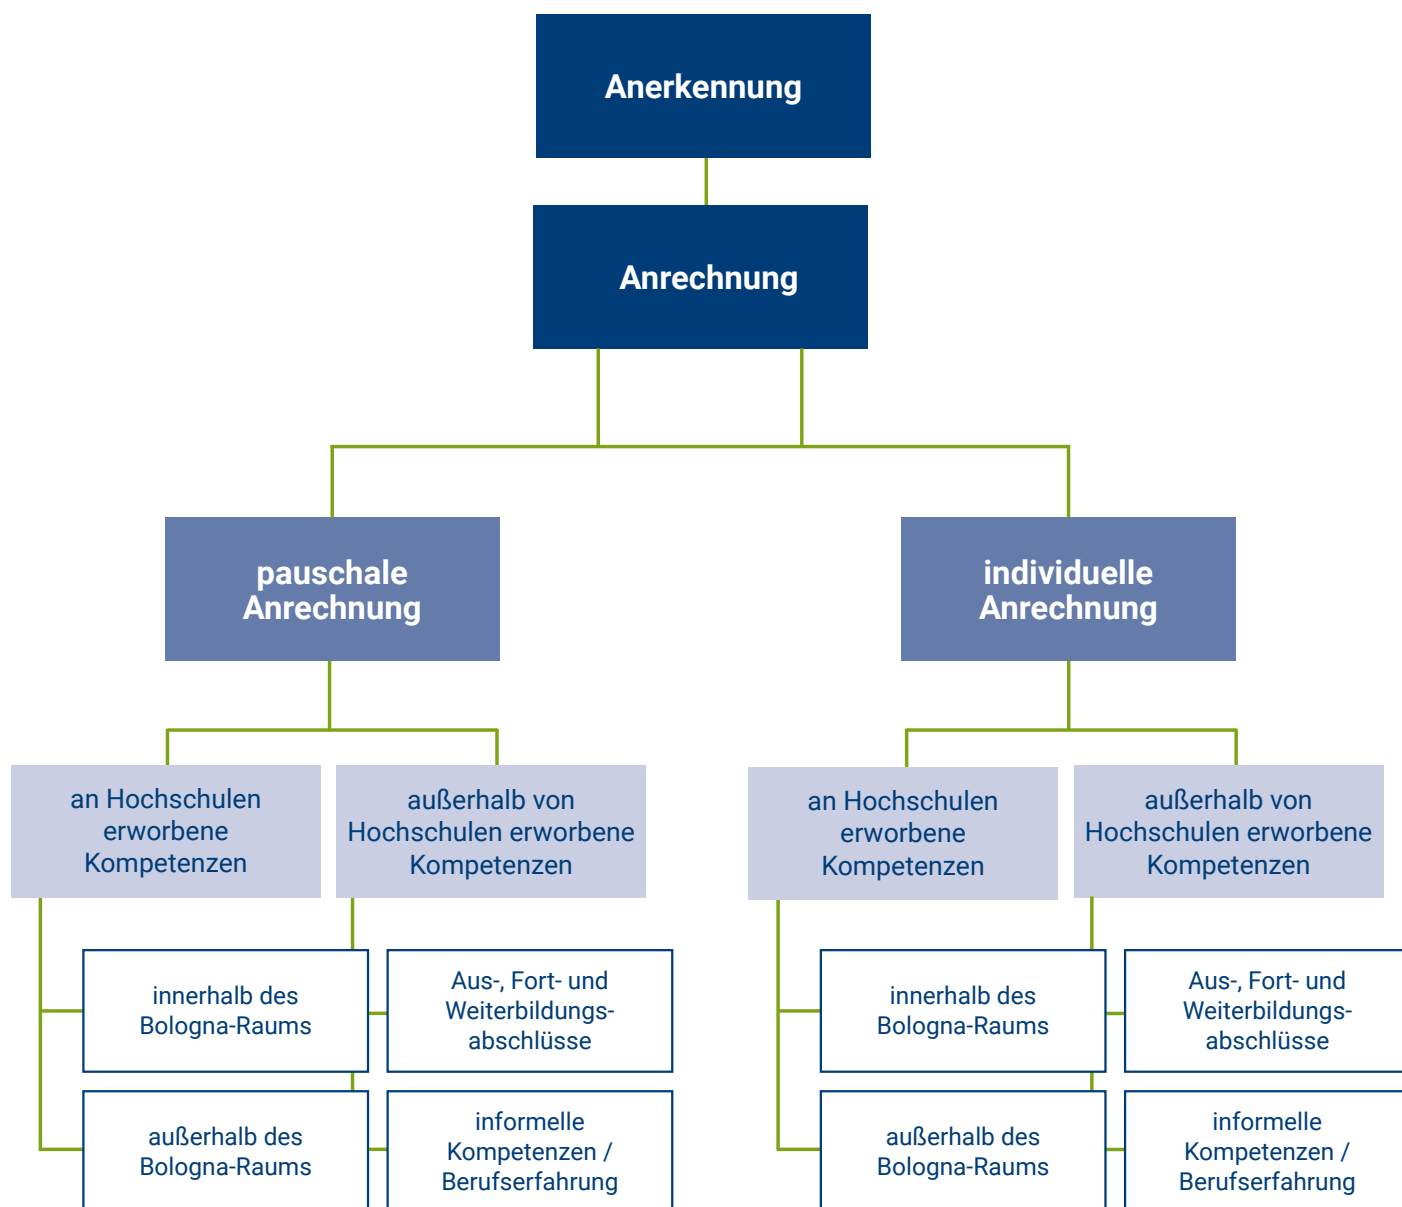 Anerkennung
Anrechnung
pauschale
Anrechnung
individuelle
Anrechnung
an Hochschulen
erworbene
Kompetenzen
außerhalb von
Hochschulen erworbene
Kompetenzen
an Hochschulen
erworbene
Kompetenzen
außerhalb von
Hochschulen erworbene
Kompetenzen
innerhalb des
Bologna-Raums
Aus-, Fort- und
Weiterbildungs-
abschlüsse
innerhalb des
Bologna-Raums
Aus-, Fort- und
Weiterbildungs-
abschlüsse
außerhalb des
Bologna-Raums
informelle
Kompetenzen /
Berufserfahrung
außerhalb des
Bologna-Raums
informelle
Kompetenzen /
Berufserfahrung